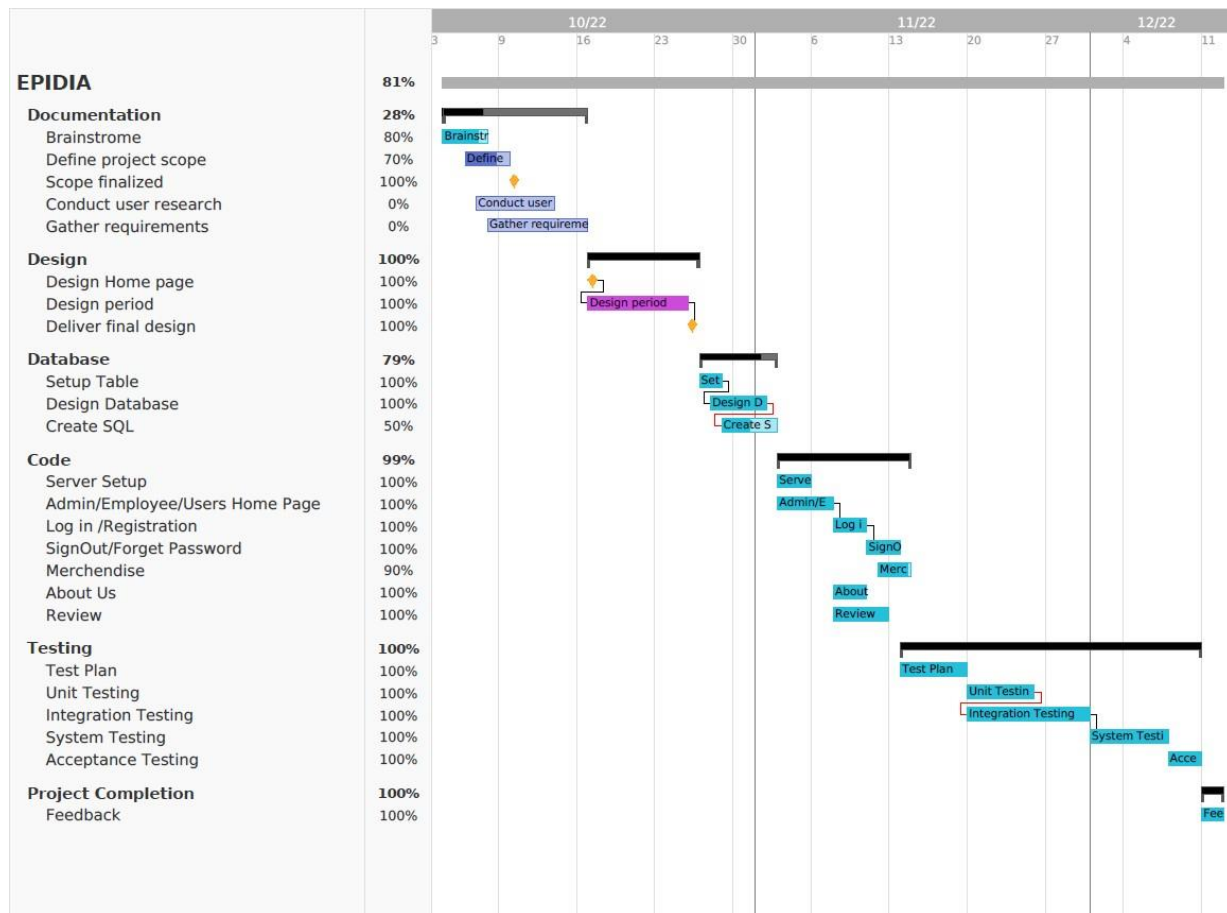 10/22 11/22 12/22
3 9 16 23 30 6 13 20 27 4 11
EPIDIA 81%
Documentation 28%
Brainstrome 80% Brainstr
Define project scope 70% Define
Scope finalized 100%
Conduct user research 0% Conduct user
Gather requirements 0% Gather requireme
Design 100%
Design Home page 100%
Design period 100% Design period
Deliver final design 100%
Database 79%
Setup Table 100% Set
Design Database 100% Design D
Create SQL 50% Create S
Code 99%
Server Setup 100% Serve
Admin/Employee/Users Home Page 100% Admin/E
Log in /Registration 100% Log i
SignOut/Forget Password 100% SignO
Merchendise 90% Merc
About Us 100% About
Review 100% Review
Testing 100%
Test Plan 100% Test Plan
Unit Testing 100% Unit Testin
Integration Testing 100% Integration Testing
System Testing 100% System Testi
Acceptance Testing 100% Acce
Project Completion 100%
Feedback 100% Fee